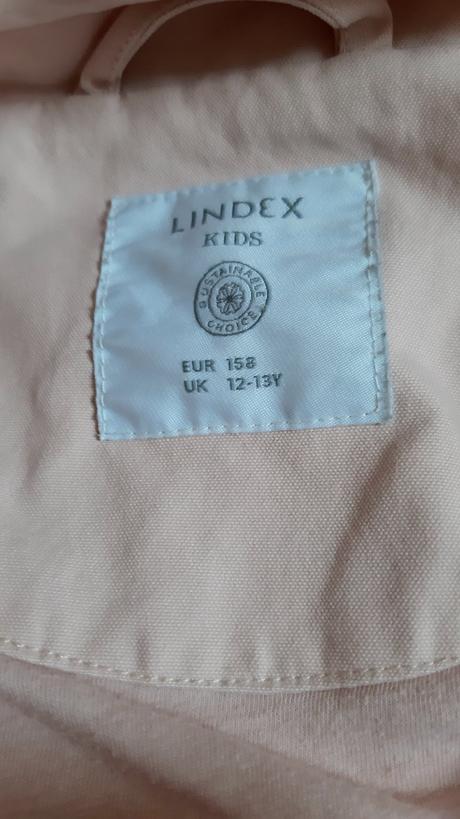 LINDEX
KIDS
SUSTAINABLE
CHOICE
EUR 158
UK 12-13Y